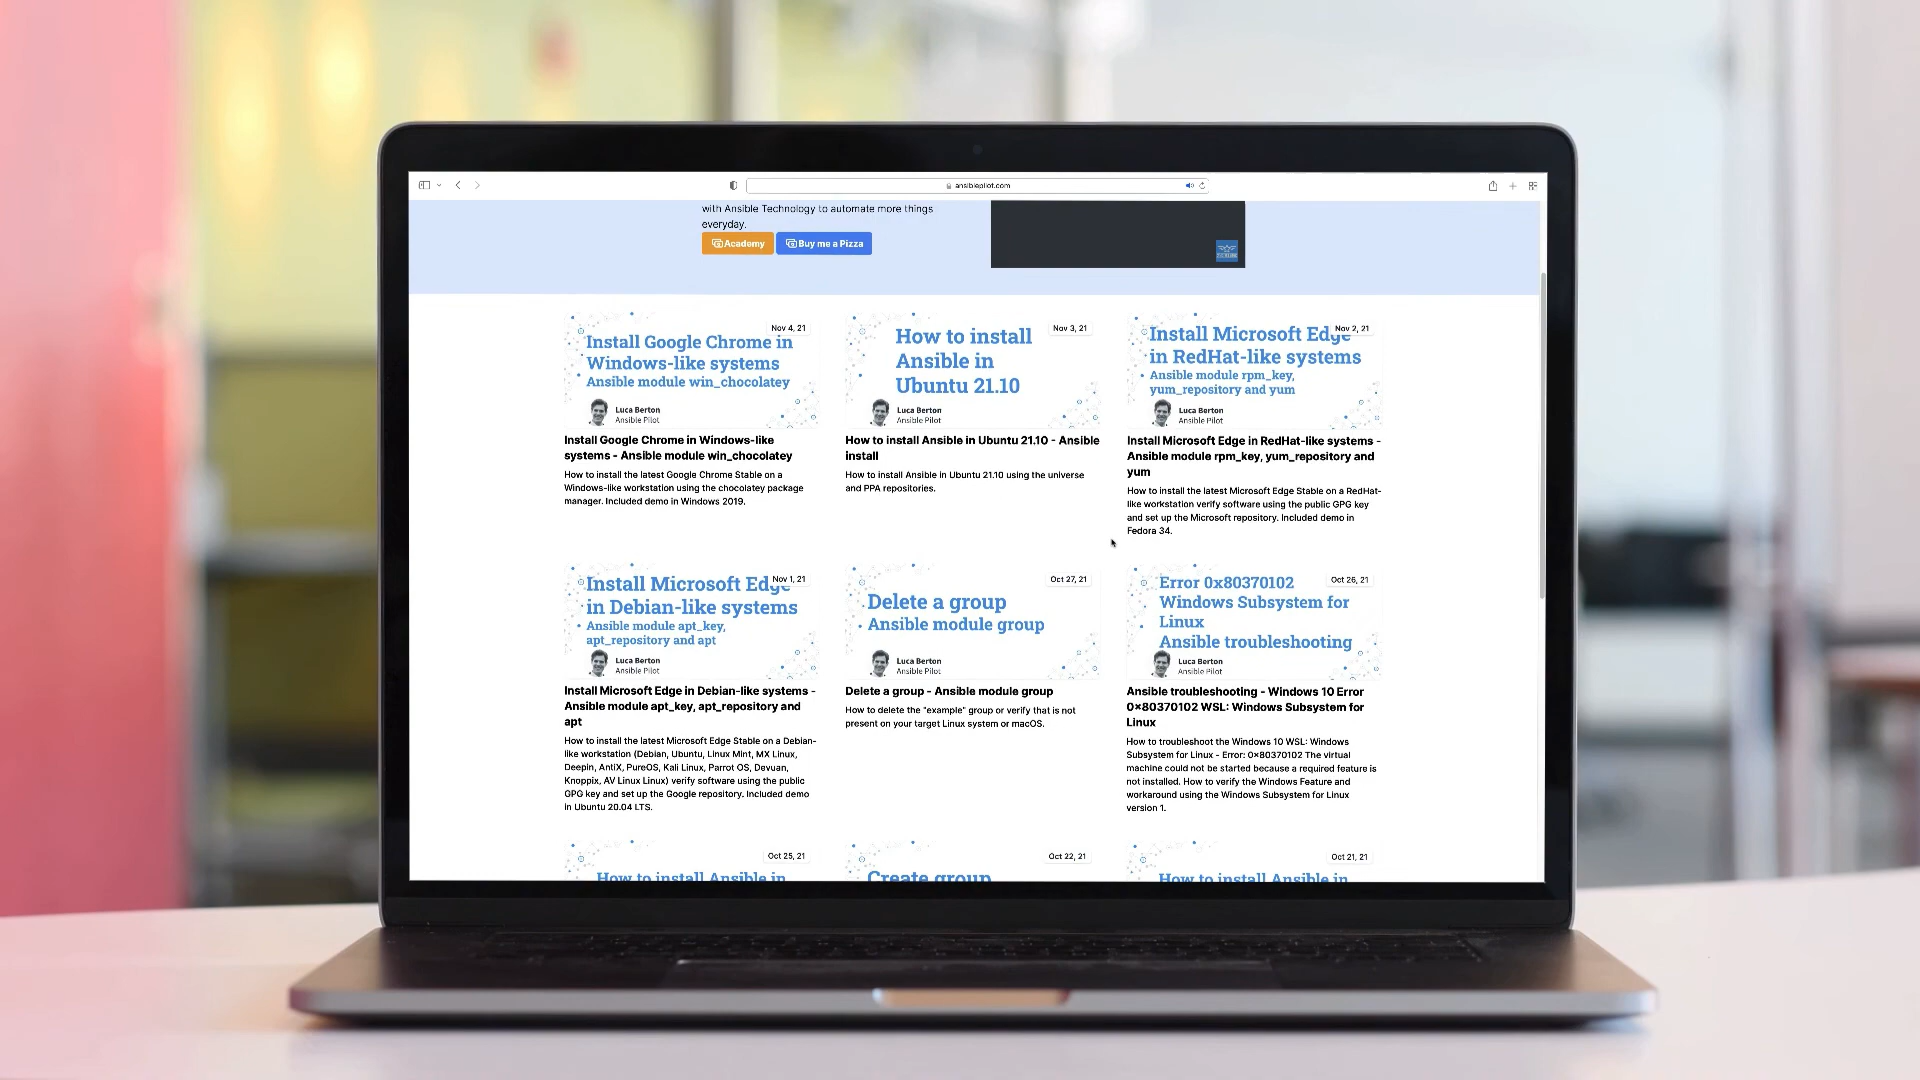 ansiblepilot.com
with Ansible Technology to automate more things
everyday.
Academy
Buy me a Pizza
Nov 4, 21
Install Google Chrome in
Windows-like systems
Ansible module win_chocolatey
Luca Berton
Ansible Pilot
Install Google Chrome in Windows-like
systems - Ansible module win_chocolatey
How to install the latest Google Chrome Stable on a
Windows-like workstation using the chocolatey package
manager. Included demo in Windows 2019.
Nov 3, 21
How to install
Ansible in
Ubuntu 21.10
Luca Berton
Ansible Pilot
How to install Ansible in Ubuntu 21.10 - Ansible
install
How to install Ansible in Ubuntu 21.10 using the universe
and PPA repositories.
Nov 2, 21
Install Microsoft Edge
in RedHat-like systems
Ansible module rpm_key,
yum_repository and yum
Luca Berton
Ansible Pilot
Install Microsoft Edge in RedHat-like systems -
Ansible module rpm_key, yum_repository and
yum
How to install the latest Microsoft Edge Stable on a RedHat-
like workstation verify software using the public GPG key
and set up the Microsoft repository. Included demo in
Fedora 34.
Nov 1, 21
Install Microsoft Edge
in Debian-like systems
Ansible module apt_key,
apt_repository and apt
Luca Berton
Ansible Pilot
Install Microsoft Edge in Debian-like systems -
Ansible module apt_key, apt_repository and
apt
How to install the latest Microsoft Edge Stable on a Debian-
like workstation (Debian, Ubuntu, Linux Mint, MX Linux,
Deepin, AntiX, PureOS, Kali Linux, Parrot OS, Devuan,
Knoppix, AV Linux Linux) verify software using the public
GPG key and set up the Google repository. Included demo
in Ubuntu 20.04 LTS.
Oct 27, 21
Delete a group
Ansible module group
Luca Berton
Ansible Pilot
Delete a group - Ansible module group
How to delete the "example" group or verify that is not
present on your target Linux system or macOS.
Oct 26, 21
Error 0x80370102
Windows Subsystem for
Linux
Ansible troubleshooting
Luca Berton
Ansible Pilot
Ansible troubleshooting - Windows 10 Error
0x80370102 WSL: Windows Subsystem for
Linux
How to troubleshoot the Windows 10 WSL: Windows
Subsystem for Linux - Error: 0x80370102 The virtual
machine could not be started because a required feature is
not installed. How to verify the Windows Feature and
workaround using the Windows Subsystem for Linux
version 1.
Oct 25, 21
How to install Ansible in
Oct 22, 21
Create group
Oct 21, 21
How to install Ansible in